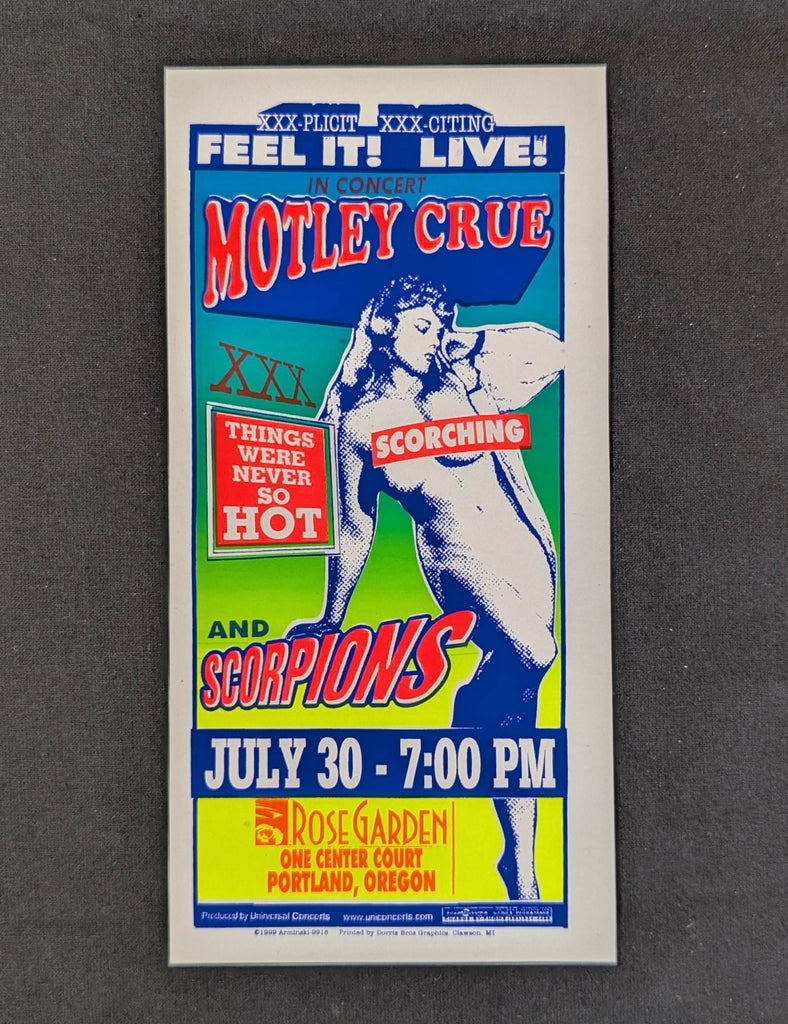 XXX-PLICIT XXX-CITING
FEEL IT! LIVE!
IN CONCERT
MOTLEY CRUE
XXX
THINGS
WERE
NEVER
SO
HOT
SCORCHING
AND
SCORPIONS
JULY 30 - 7:00 PM
ROSE GARDEN
ONE CENTER COURT
PORTLAND, OREGON
Produced by Universal Concerts www.uniconcerts.com
©1999 Arminski-9918 Printed by Dorris Bros Graphics, Clawson, MI